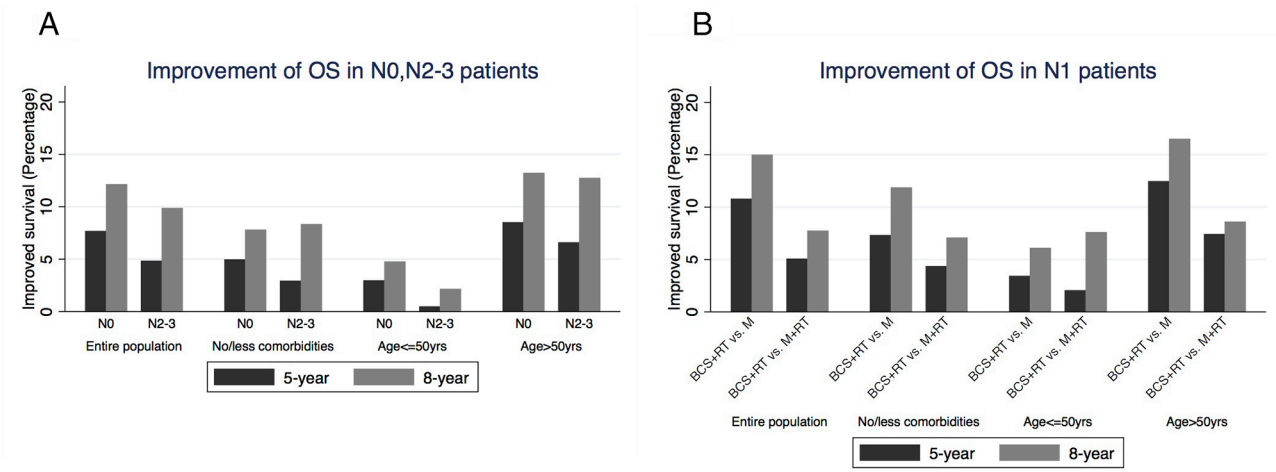 A
Improvement of OS in N0,N2-3 patients
Improved survival (Percentage)
20
15
10
5
0
N0 N2-3 N0 N2-3 N0 N2-3 N0 N2-3
Entire population No/less comorbidities Age<=50yrs Age>50yrs
5-year 8-year
B
Improvement of OS in N1 patients
Improved survival (Percentage)
20
15
10
5
0
BCS+RT vs. M BCS+RT vs. M+RT BCS+RT vs. M BCS+RT vs. M+RT BCS+RT vs. M BCS+RT vs. M+RT BCS+RT vs. M BCS+RT vs. M+RT
Entire population No/less comorbidities Age<=50yrs Age>50yrs
5-year 8-year